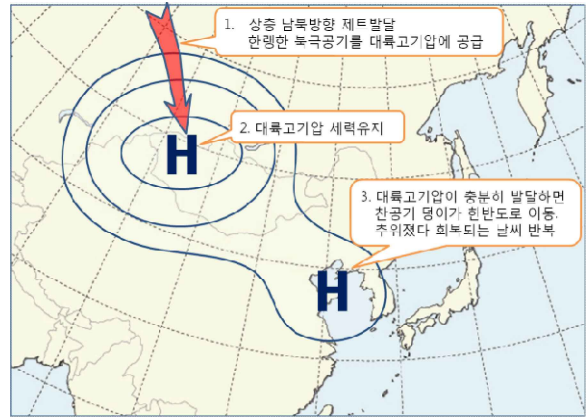 1. 상층 남북방향 제트발달
한랭한 북극공기를 대륙고기압에 공급
2. 대륙고기압 세력유지
H
3. 대륙고기압이 충분히 발달하면
찬공기 덩이가 한반도로 이동.
추워졌다 회복되는 날씨 반복
H